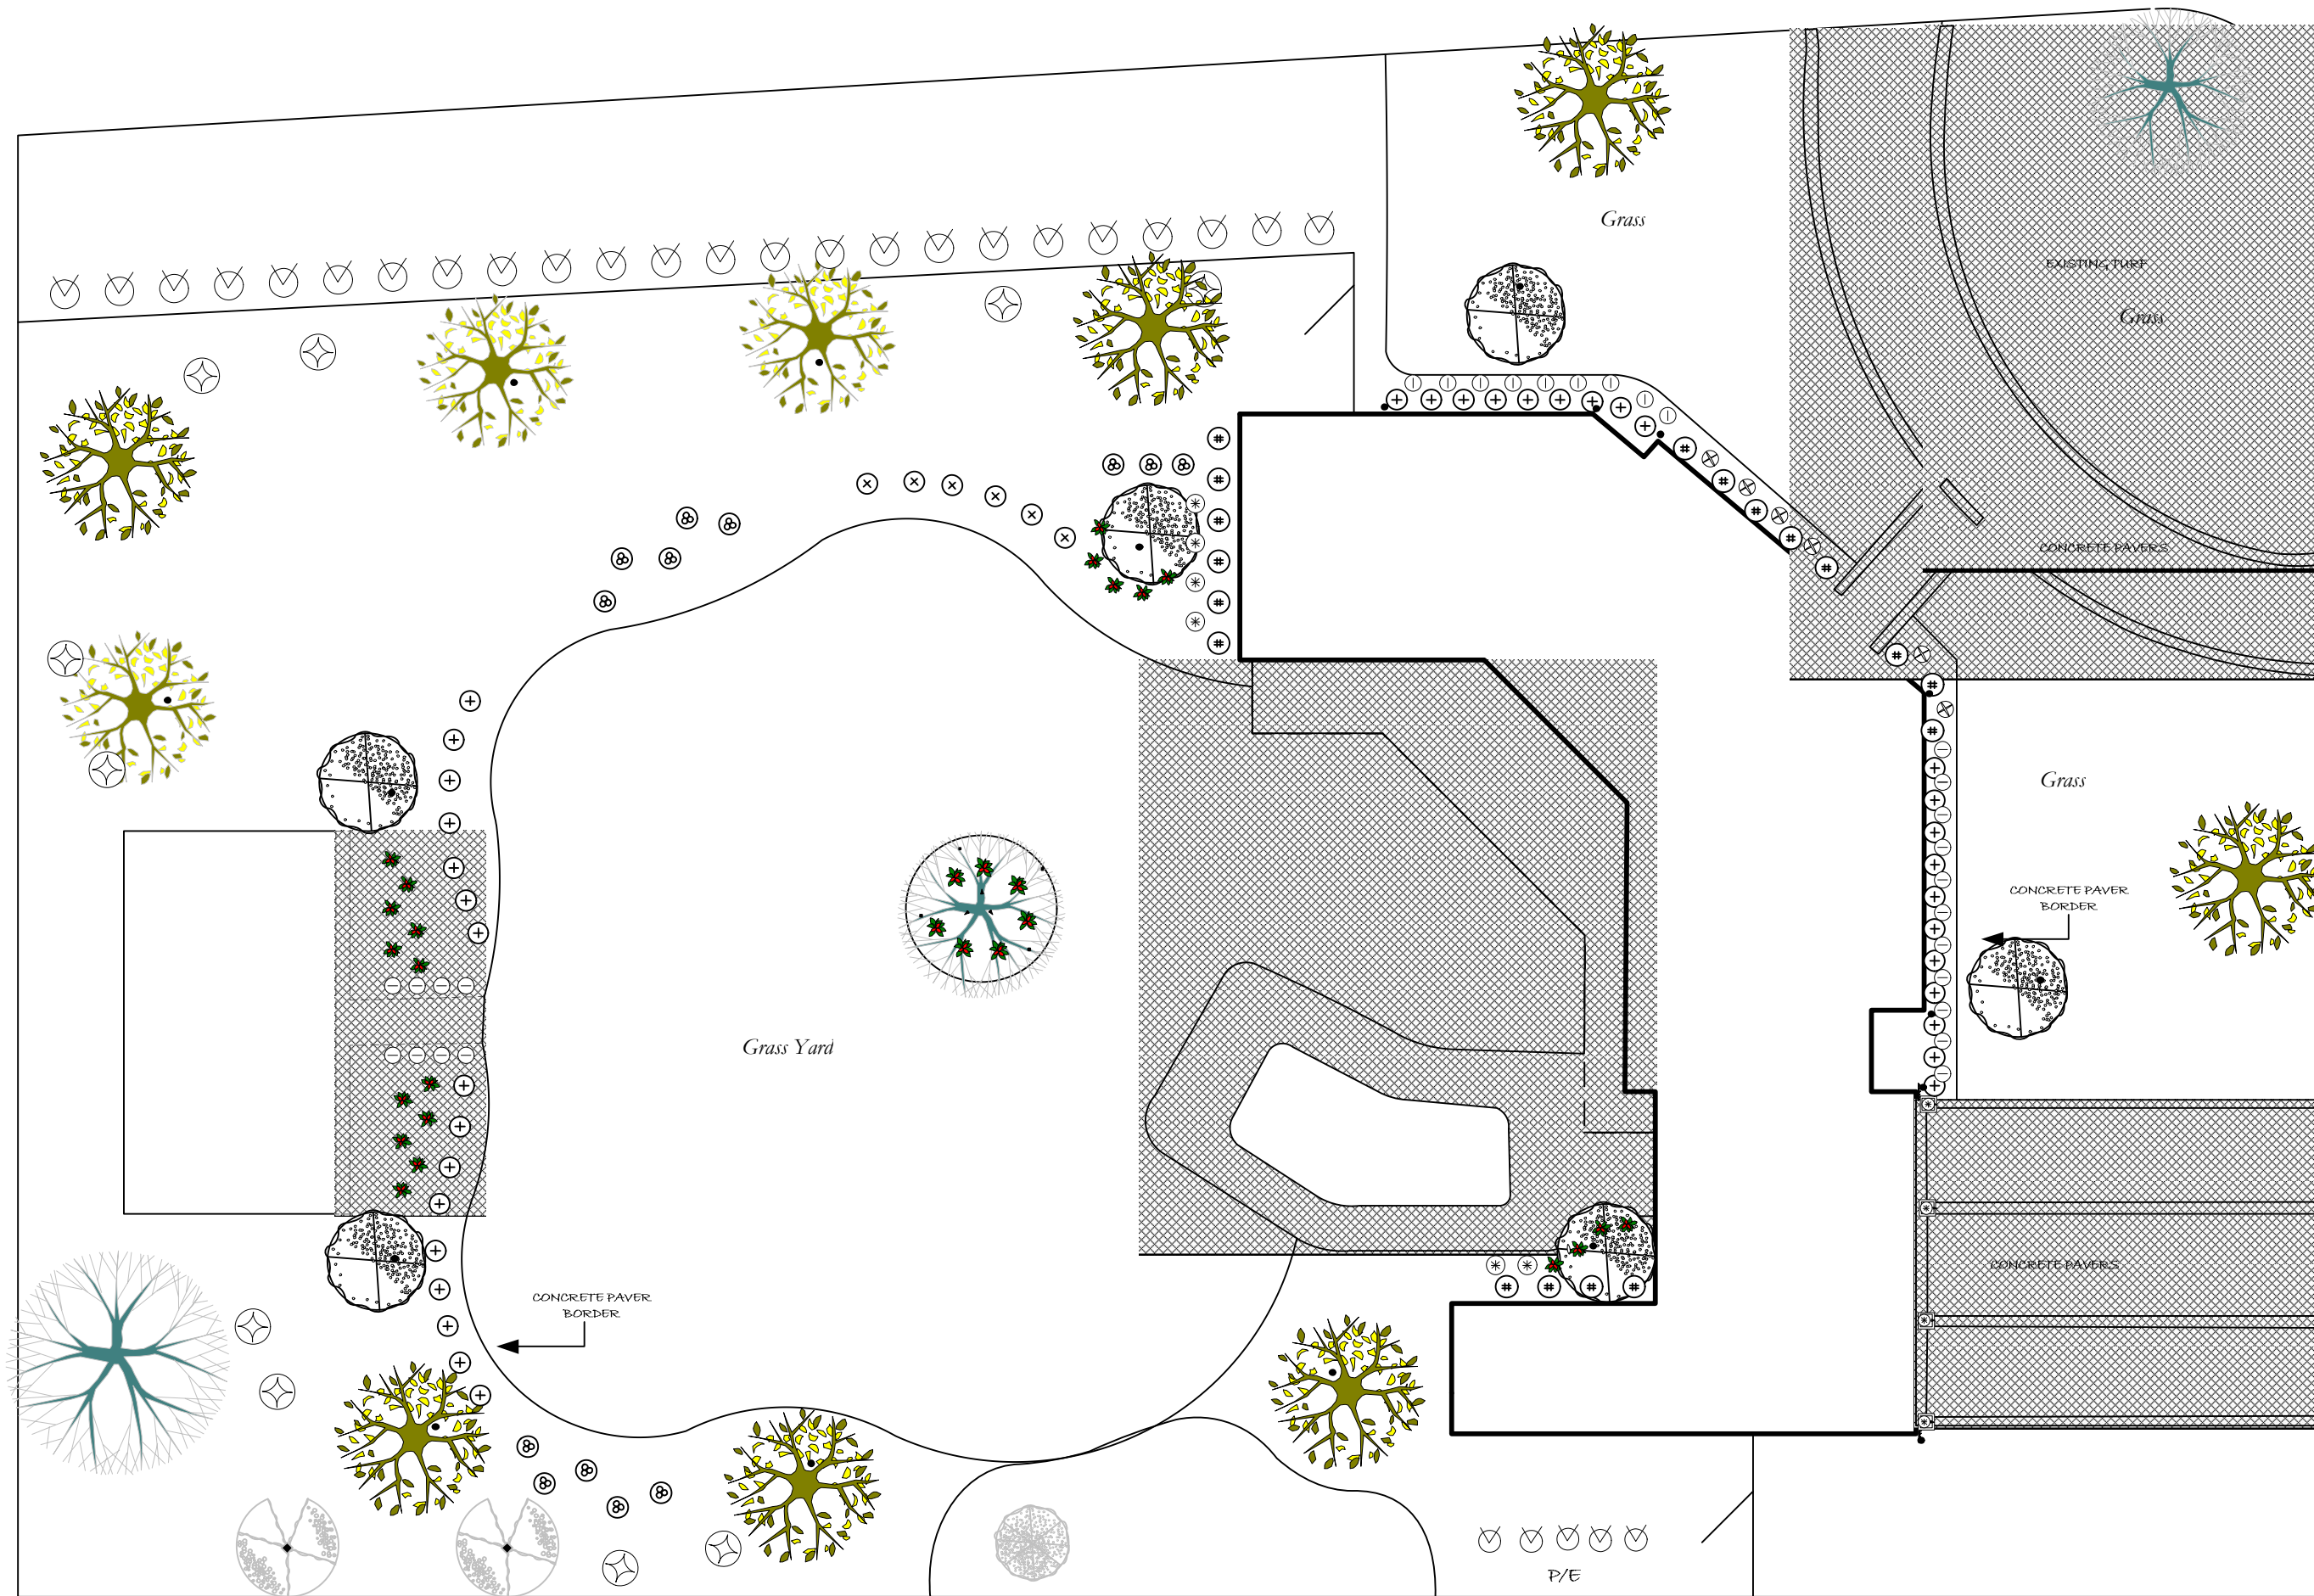 Grass
EXISTING TURF
Grass
CONCRETE PAVERS
Grass
CONCRETE PAVER
BORDER
Grass Yard
CONCRETE PAVERS
CONCRETE PAVER
BORDER
P/E